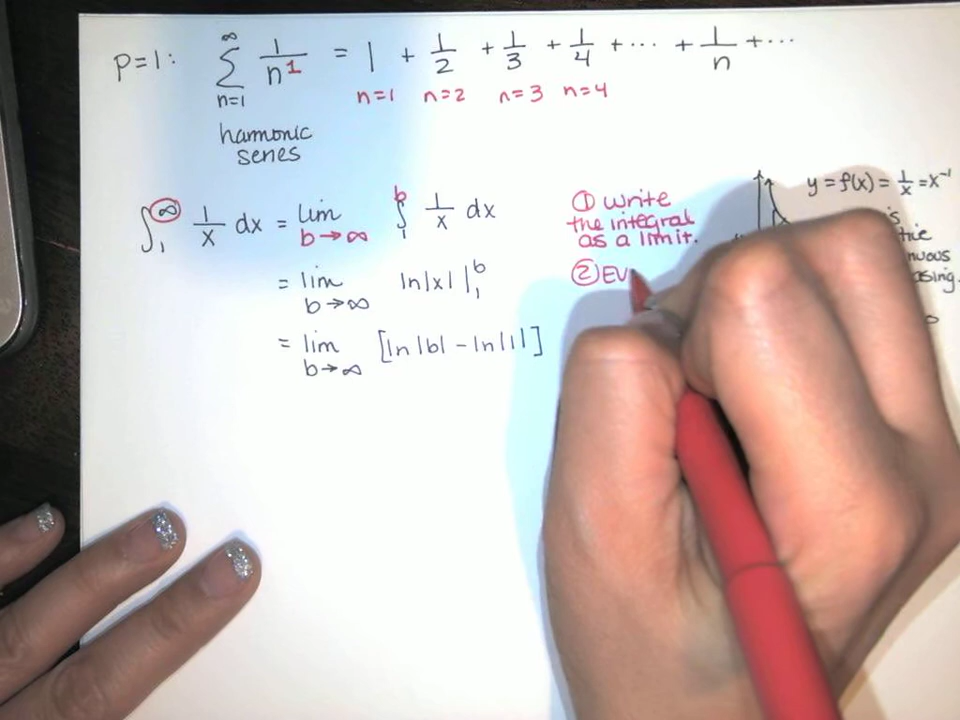 P=1: ∞∑n=1 1/n^1 = 1 + 1/2 + 1/3 + 1/4 + ··· + 1/n + ···
n=1 n=2 n=3 n=4
harmonic
series
∫₁^∞ 1/x dx = lim b→∞ ∫₁^b 1/x dx
= lim b→∞ ln|x| |₁^b
= lim b→∞ [ln|b| - ln|1|]
① Write
the integral
as a limit.
② EV
y = f(x) = 1/x = x⁻¹